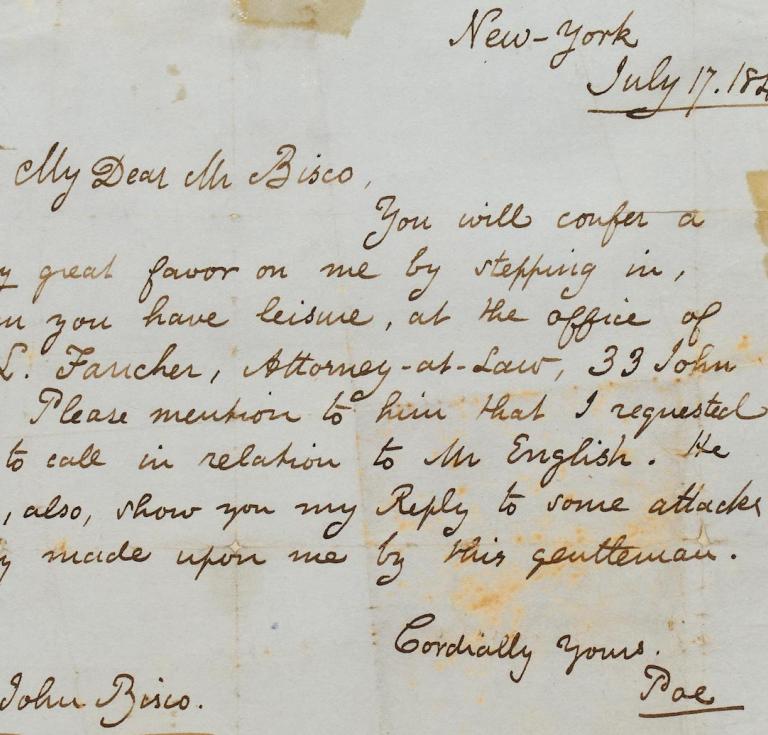 New-York
July 17. 184
My Dear Mr Bisco,
You will confer a
y great favor on me by stepping in,
en you have leisure, at the office of
L. Fancher, Attorney-at-Law, 33 John
Please mention to him that I requested
to call in relation to Mr English. He
, also, show you my Reply to some attacks
y made upon me by this gentleman.
Cordially yours.
Poe
John Bisco.